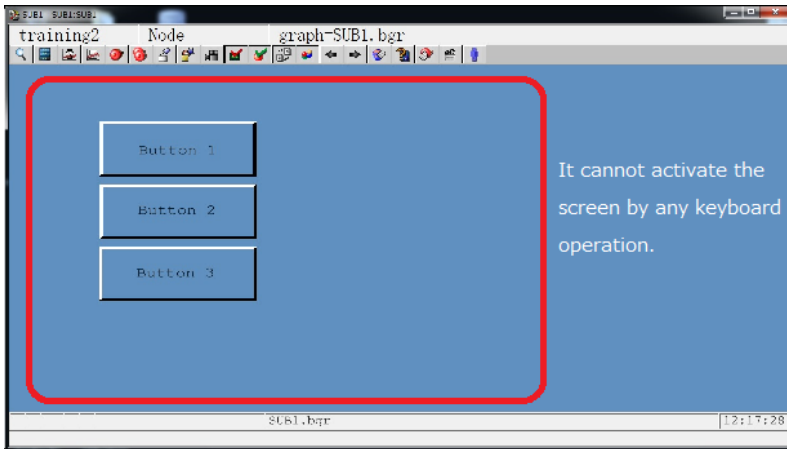 SUB1 SUB1:SUB1
training2 Node graph-SUB1.bgr
Button 1
Button 2
Button 3
It cannot activate the
screen by any keyboard
operation.
SUB1.bgr 12:17:28